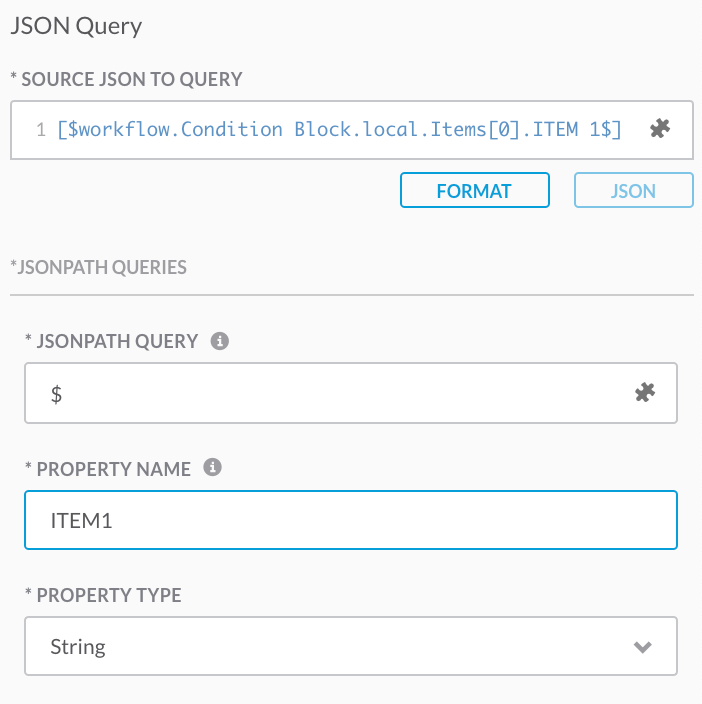 JSON Query
* SOURCE JSON TO QUERY
1 [$workflow.Condition Block.local.Items[0].ITEM 1$]
FORMAT JSON
*JSONPATH QUERIES
* JSONPATH QUERY i
$
* PROPERTY NAME i
ITEM1
* PROPERTY TYPE
String